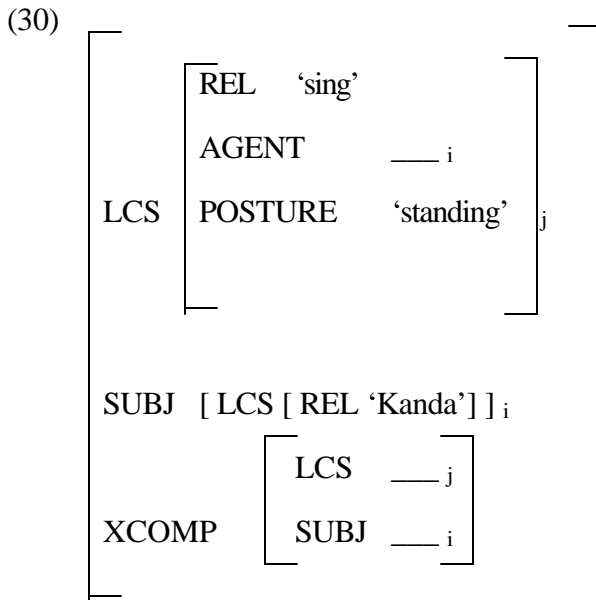 (30)
REL ‘sing’
AGENT ___ i
LCS POSTURE ‘standing’ j
SUBJ [ LCS [ REL ‘Kanda’] ] i
LCS ___ j
XCOMP SUBJ ___ i